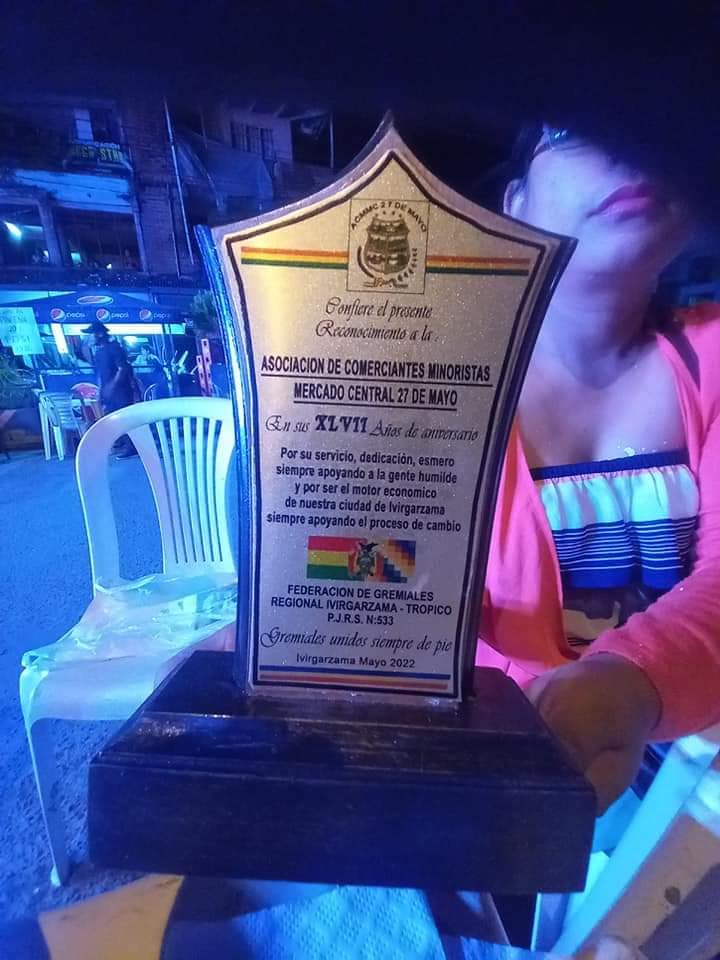 ACMMC 27 DE MAYO
Confiere el presente
Reconocimiento a la
ASOCIACION DE COMERCIANTES MINORISTAS
MERCADO CENTRAL 27 DE MAYO
En sus XLVII Años de aniversario
Por su servicio, dedicación, esmero
siempre apoyando a la gente humilde
y por ser el motor economico
de nuestra ciudad de Ivirgarzama
siempre apoyando el proceso de cambio
FEDERACION DE GREMIALES
REGIONAL IVIRGARZAMA - TROPICO
P.J.R.S. N:533
Gremiales unidos siempre de pie
Ivirgarzama Mayo 2022
pepsi
pepsi
pepsi